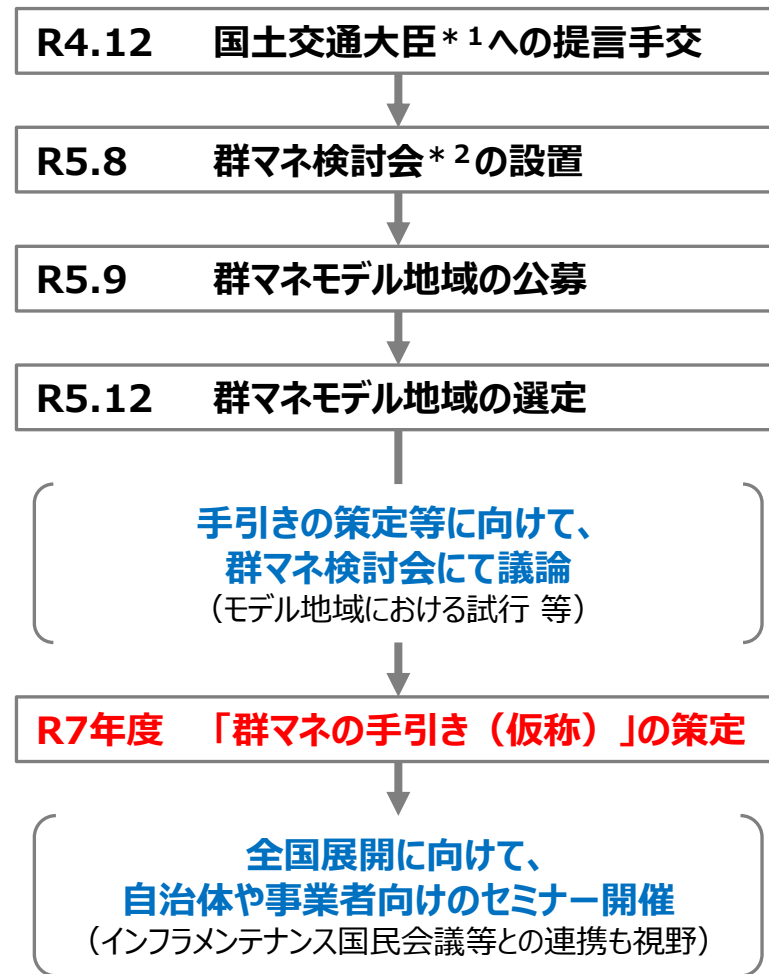 R4.12 国土交通大臣*1への提言手交
R5.8 群マネ検討会*2の設置
R5.9 群マネモデル地域の公募
R5.12 群マネモデル地域の選定
手引きの策定等に向けて、
群マネ検討会にて議論
（モデル地域における試行 等）
R7年度 「群マネの手引き（仮称）」の策定
全国展開に向けて、
自治体や事業者向けのセミナー開催
（インフラメンテナンス国民会議等との連携も視野）